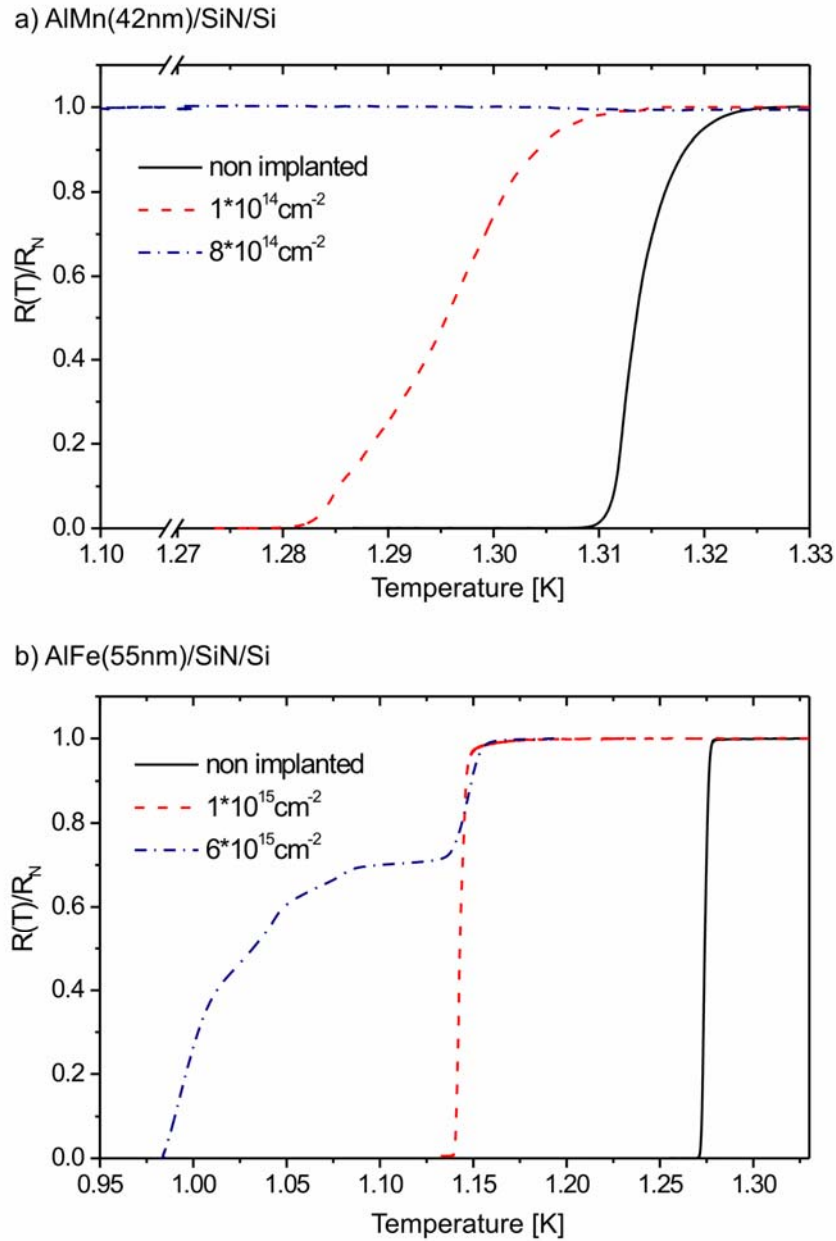 a) AlMn(42nm)/SiN/Si
1.0
0.8
0.6
0.4
0.2
0.0
R(T)/R_N
non implanted
1*10^14cm^-2
8*10^14cm^-2
1.10 1.27 1.28 1.29 1.30 1.31 1.32 1.33
Temperature [K]
b) AlFe(55nm)/SiN/Si
1.0
0.8
0.6
0.4
0.2
0.0
R(T)/R_N
non implanted
1*10^15cm^-2
6*10^15cm^-2
0.95 1.00 1.05 1.10 1.15 1.20 1.25 1.30
Temperature [K]